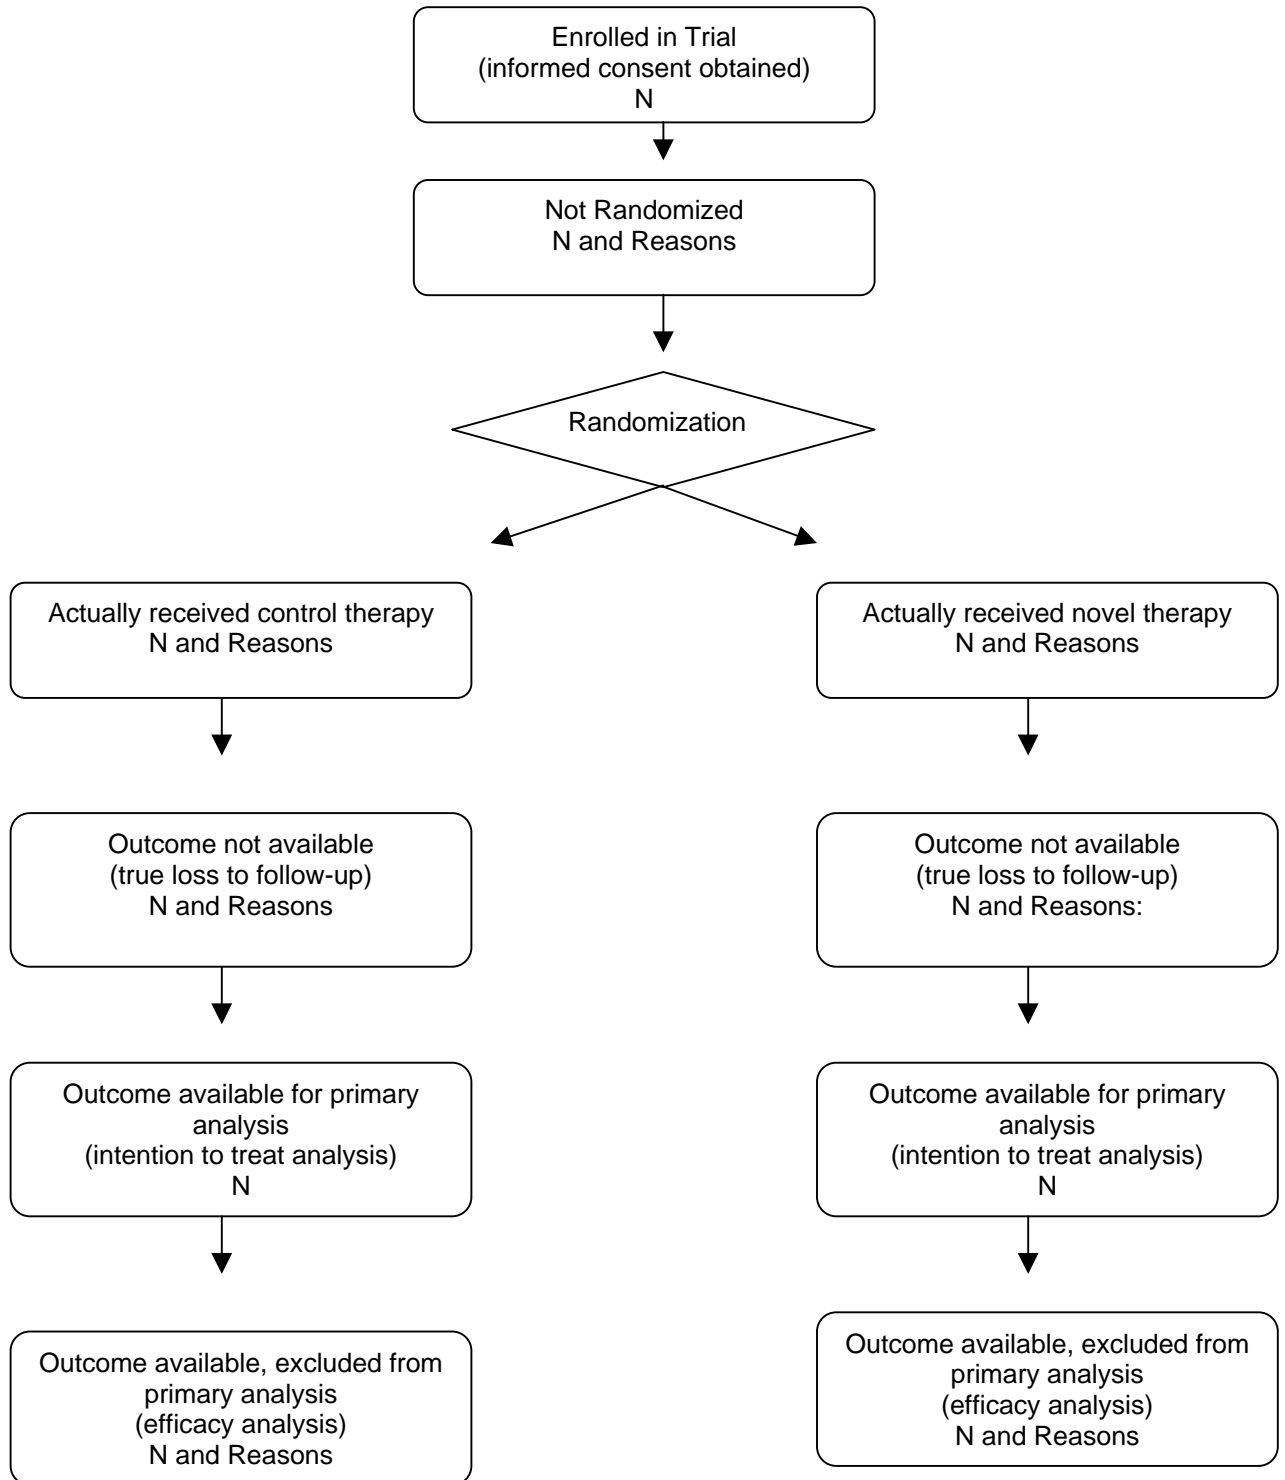 Enrolled in Trial
(informed consent obtained)
N
Not Randomized
N and Reasons
Randomization
Actually received control therapy
N and Reasons
Actually received novel therapy
N and Reasons
Outcome not available
(true loss to follow-up)
N and Reasons
Outcome not available
(true loss to follow-up)
N and Reasons:
Outcome available for primary
analysis
(intention to treat analysis)
N
Outcome available for primary
analysis
(intention to treat analysis)
N
Outcome available, excluded from
primary analysis
(efficacy analysis)
N and Reasons
Outcome available, excluded from
primary analysis
(efficacy analysis)
N and Reasons